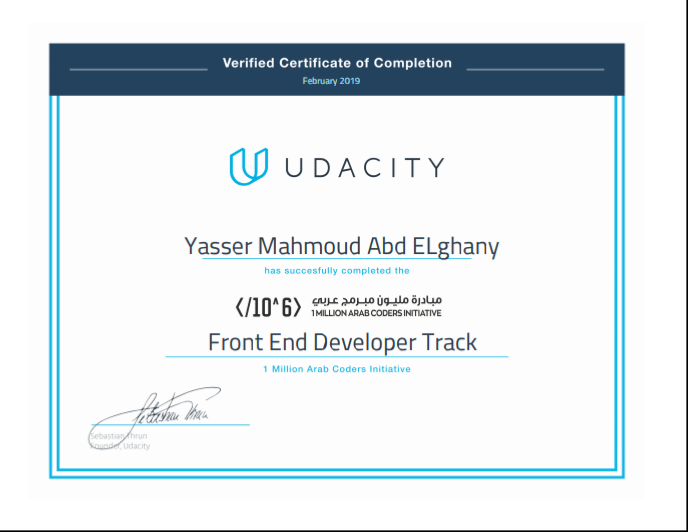 Verified Certificate of Completion
February 2019
UDACITY
Yasser Mahmoud Abd ELghany
has succesfully completed the
</10^6> مبادرة مليون مبرمج عربي
1 MILLION ARAB CODERS INITIATIVE
Front End Developer Track
1 Million Arab Coders Initiative
Sebastian Thrun
Sebastian Thrun
Founder, Udacity